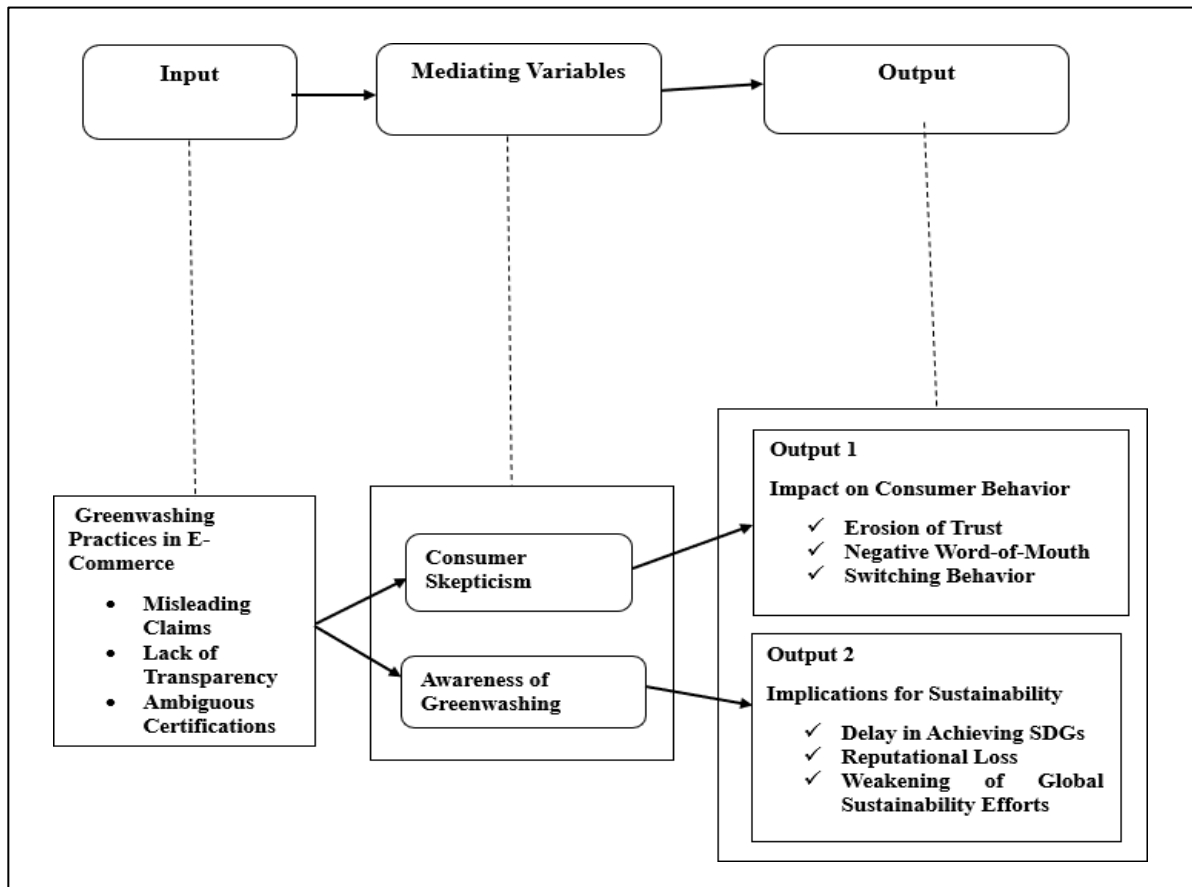 Input
Mediating Variables
Output
Greenwashing
Practices in E-
Commerce
• Misleading
Claims
• Lack of
Transparency
• Ambiguous
Certifications
Consumer
Skepticism
Awareness of
Greenwashing
Output 1
Impact on Consumer Behavior
✓ Erosion of Trust
✓ Negative Word-of-Mouth
✓ Switching Behavior
Output 2
Implications for Sustainability
✓ Delay in Achieving SDGs
✓ Reputational Loss
✓ Weakening of Global
Sustainability Efforts